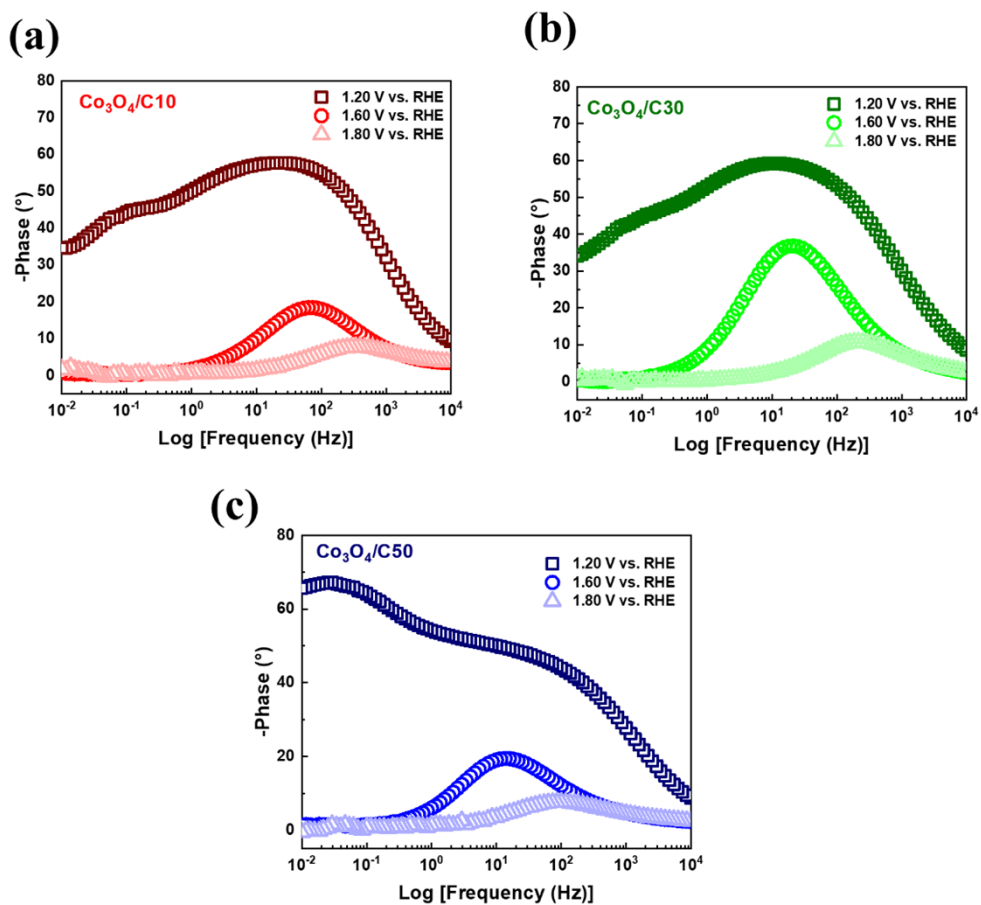 (a)
Co₃O₄/C10
1.20 V vs. RHE
1.60 V vs. RHE
1.80 V vs. RHE
80
70
60
50
40
30
20
10
0
-Phase (°)
10⁻² 10⁻¹ 10⁰ 10¹ 10² 10³ 10⁴
Log [Frequency (Hz)]
(b)
Co₃O₄/C30
1.20 V vs. RHE
1.60 V vs. RHE
1.80 V vs. RHE
80
70
60
50
40
30
20
10
0
-Phase (°)
10⁻² 10⁻¹ 10⁰ 10¹ 10² 10³ 10⁴
Log [Frequency (Hz)]
(c)
Co₃O₄/C50
1.20 V vs. RHE
1.60 V vs. RHE
1.80 V vs. RHE
80
60
40
20
0
-Phase (°)
10⁻² 10⁻¹ 10⁰ 10¹ 10² 10³ 10⁴
Log [Frequency (Hz)]